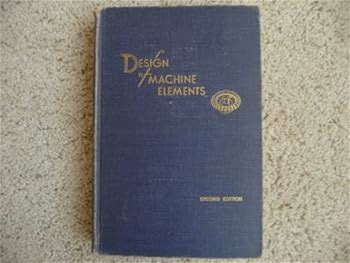 DESIGN
of MACHINE
ELEMENTS
SECOND EDITION